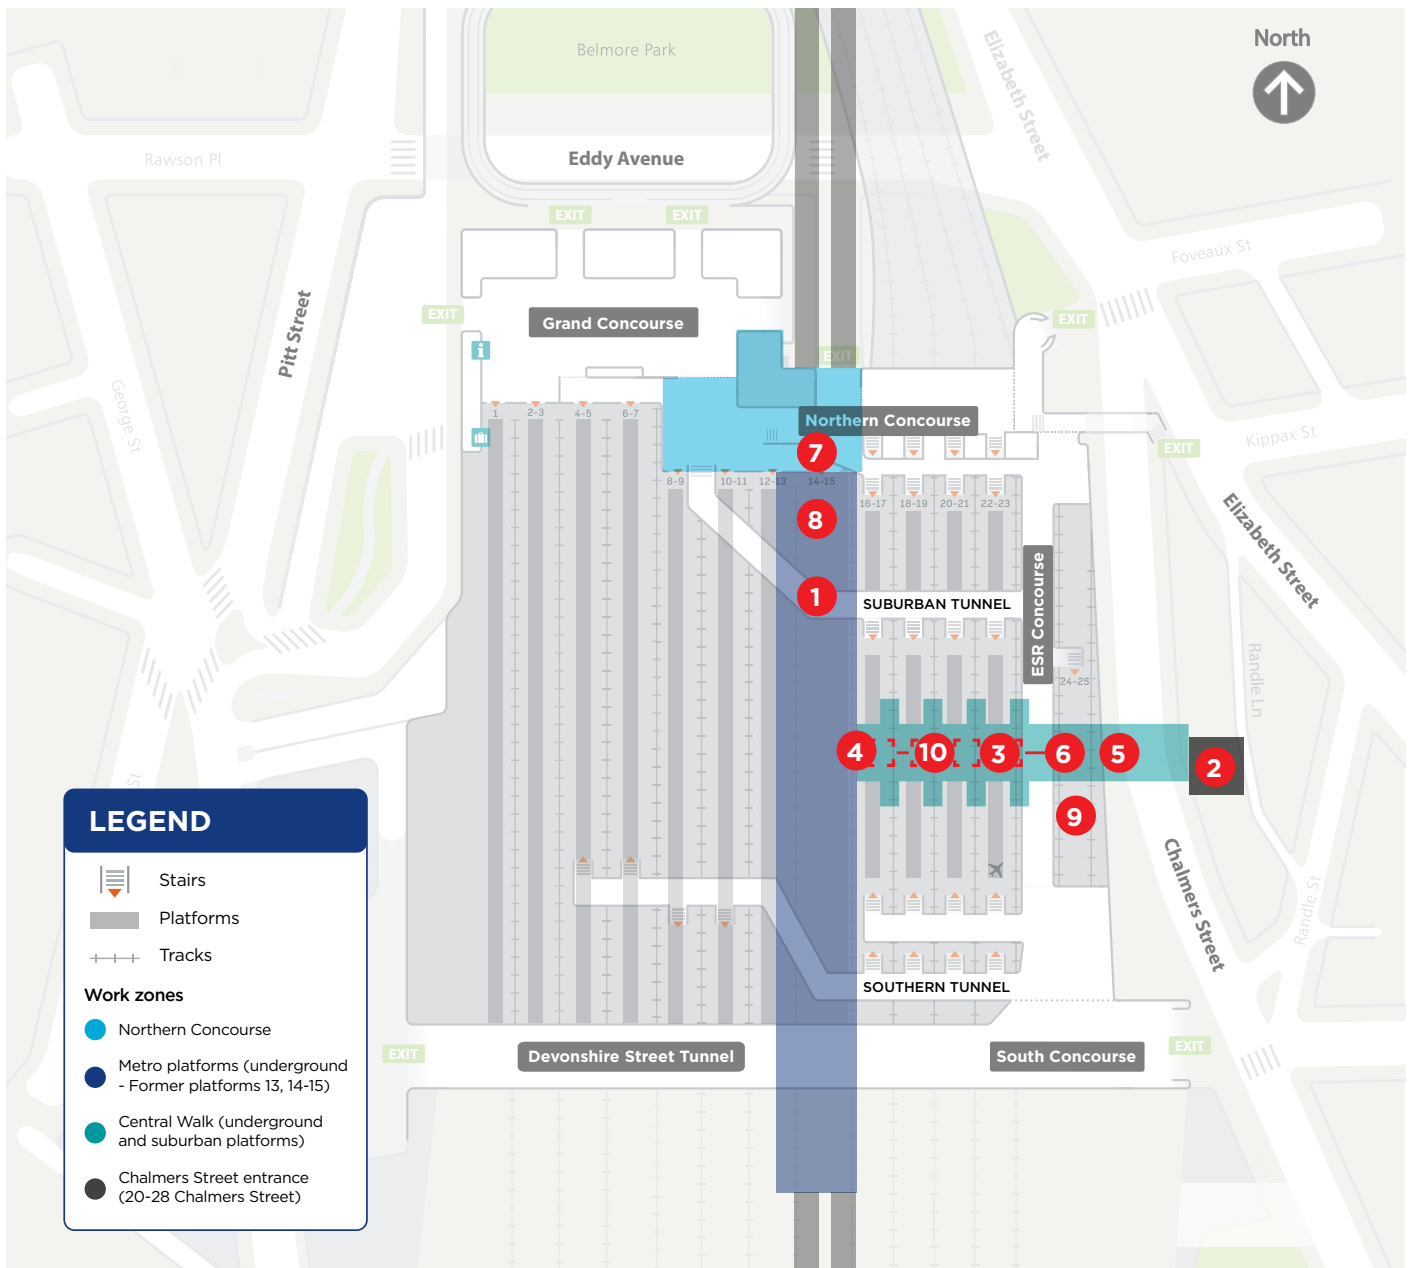 Belmore Park
North
Elizabeth Street
Rawson Pl
Eddy Avenue
EXIT
EXIT
Foveaux St
Pitt Street
EXIT
Grand Concourse
EXIT
EXIT
i
George St
1
2-3
4-5
6-7
Northern Concourse
Kippax St
EXIT
7
8-9
10-11
12-13
14-15
16-17
18-19
20-21
22-23
8
Elizabeth Street
1
SUBURBAN TUNNEL
ESR Concourse
24-25
Randle Ln
4
10
3
6
5
2
St
9
LEGEND
Stairs
Platforms
Tracks
Work zones
Northern Concourse
Metro platforms (underground
- Former platforms 13, 14-15)
Central Walk (underground
and suburban platforms)
Chalmers Street entrance
(20-28 Chalmers Street)
Chalmers Street
Randle St
SOUTHERN TUNNEL
EXIT
Devonshire Street Tunnel
South Concourse
EXIT